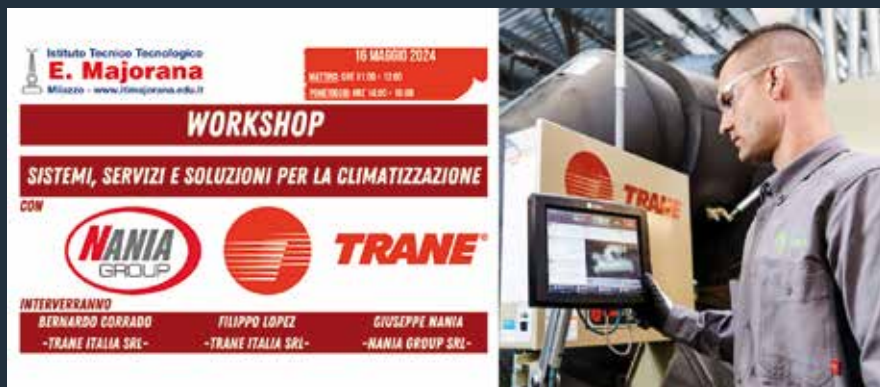 Istituto Tecnico Tecnologico
E. Majorana
Milazzo - www.itimajorana.edu.it
16 MAGGIO 2024
WORKSHOP
SISTEMI, SERVIZI E SOLUZIONI PER LA CLIMATIZZAZIONE
CON
NANIA
GROUP
TRANE
INTERVERRANNO
BERNARDO CORRADO
-TRANE ITALIA SRL-
FILIPPO LOPEZ
-TRANE ITALIA SRL-
GIUSEPPE NANIA
-NANIA GROUP SRL-
TRANE